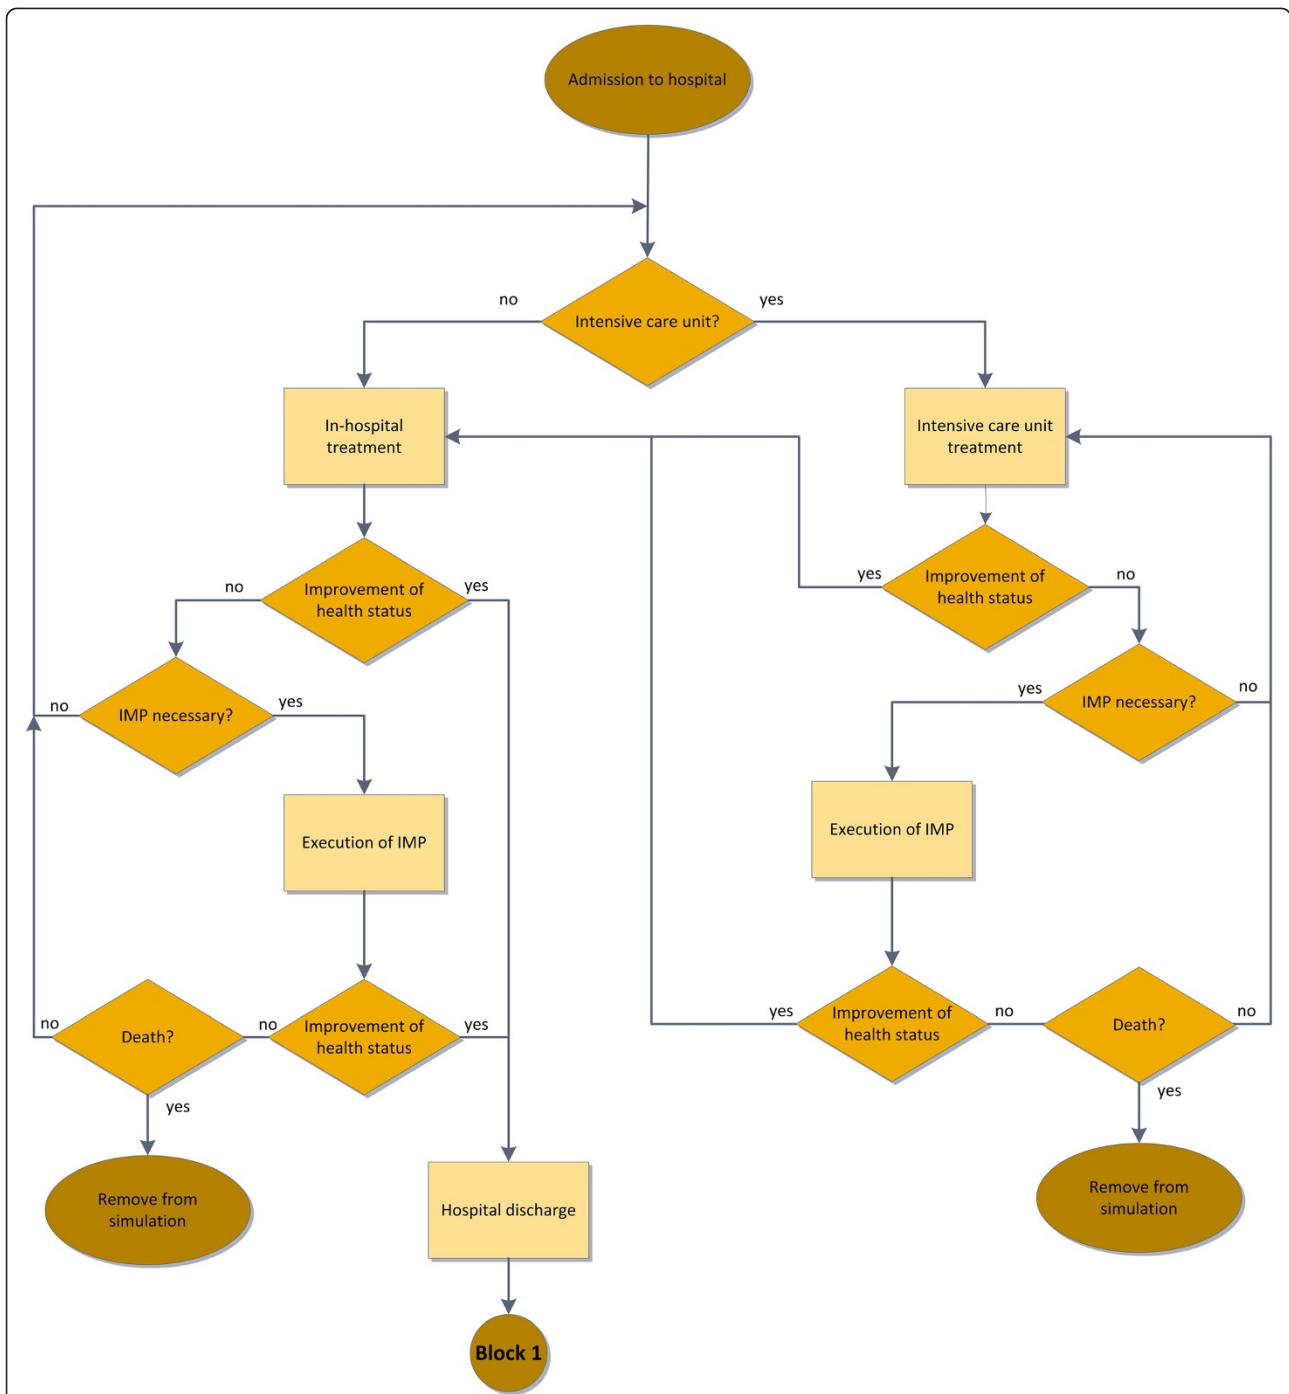 Admission to hospital
no
yes
Intensive care unit?
In-hospital
treatment
Intensive care unit
treatment
no
Improvement of
health status
yes
yes
Improvement of
health status
no
no
IMP necessary?
yes
yes
IMP necessary?
no
Execution of IMP
Execution of IMP
no
Death?
no
Improvement of
health status
yes
yes
Improvement of
health status
no
Death?
no
yes
yes
Remove from
simulation
Hospital discharge
Remove from
simulation
Block 1